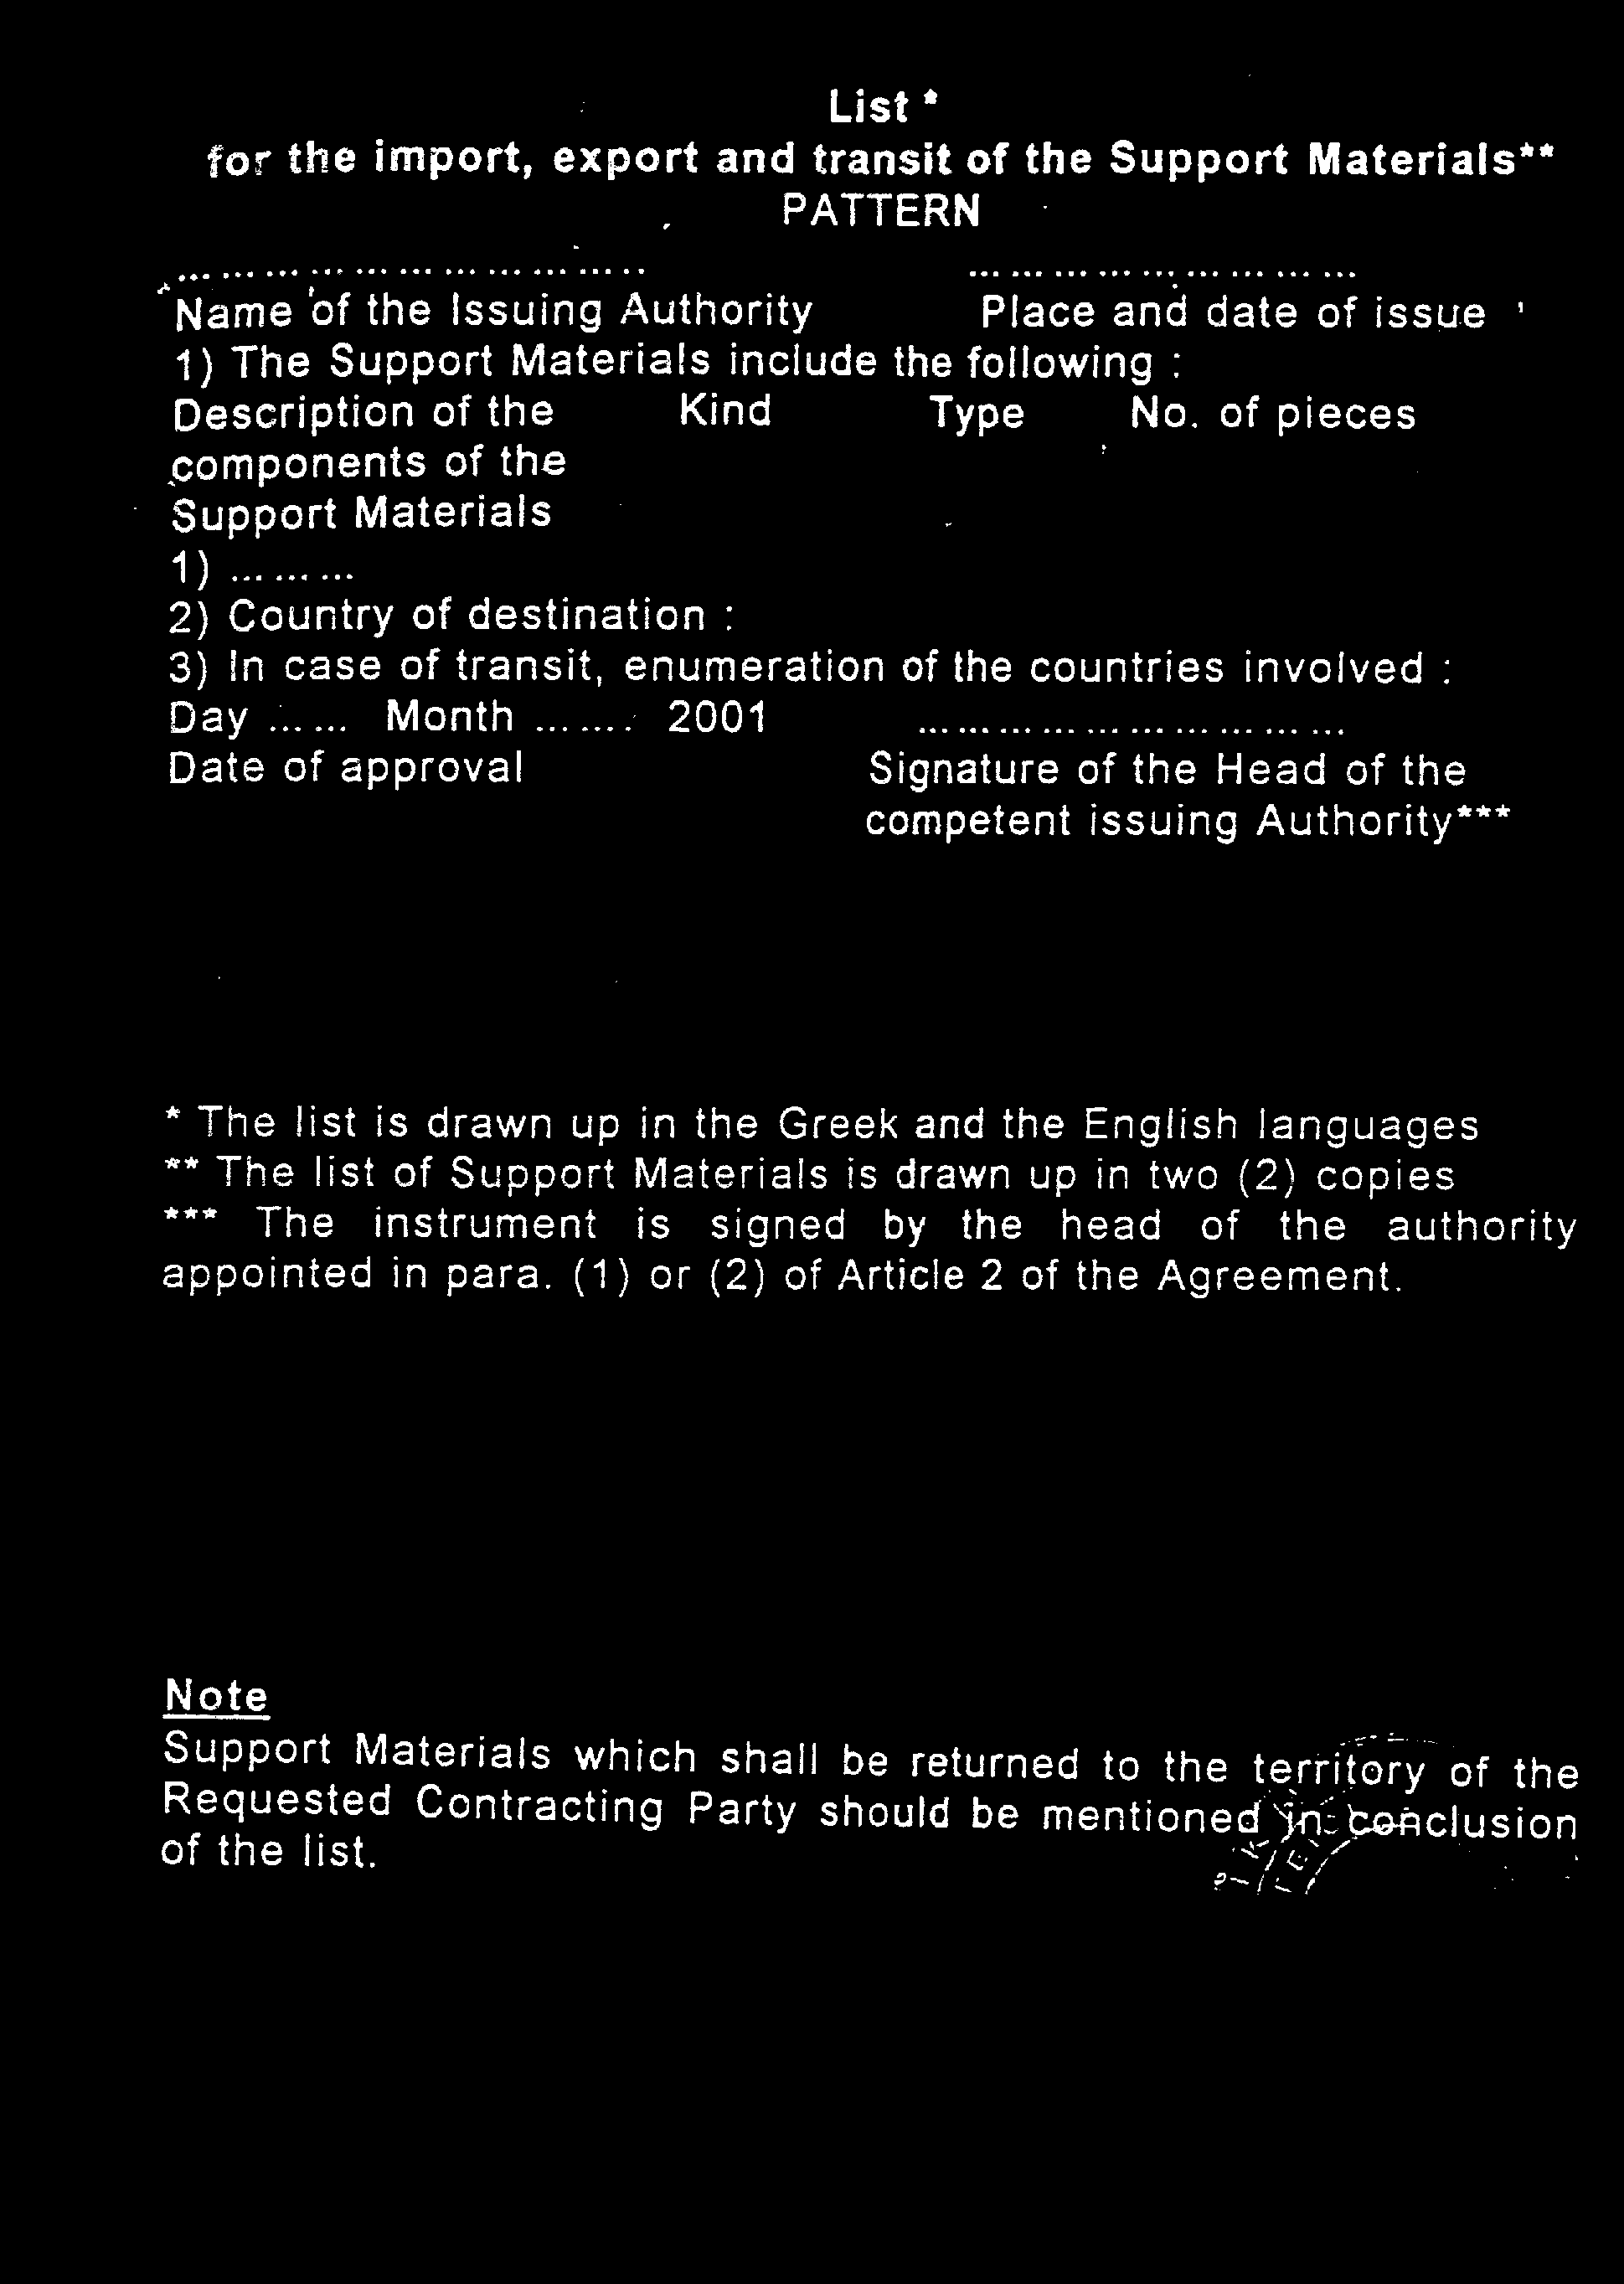 List *
for the import, export and transit of the Support Materials**
PATTERN
................................. ...........................
Name of the Issuing Authority Place and date of issue
1) The Support Materials include the following :
Description of the Kind Type No. of pieces
components of the
Support Materials
1) .........
2) Country of destination :
3) In case of transit, enumeration of the countries involved :
Day ...... Month ....... 2001 ..............................
Date of approval Signature of the Head of the
competent issuing Authority***
* The list is drawn up in the Greek and the English languages
** The list of Support Materials is drawn up in two (2) copies
*** The instrument is signed by the head of the authority
appointed in para. (1) or (2) of Article 2 of the Agreement.
Note
Support Materials which shall be returned to the territory of the
Requested Contracting Party should be mentioned in conclusion
of the list.